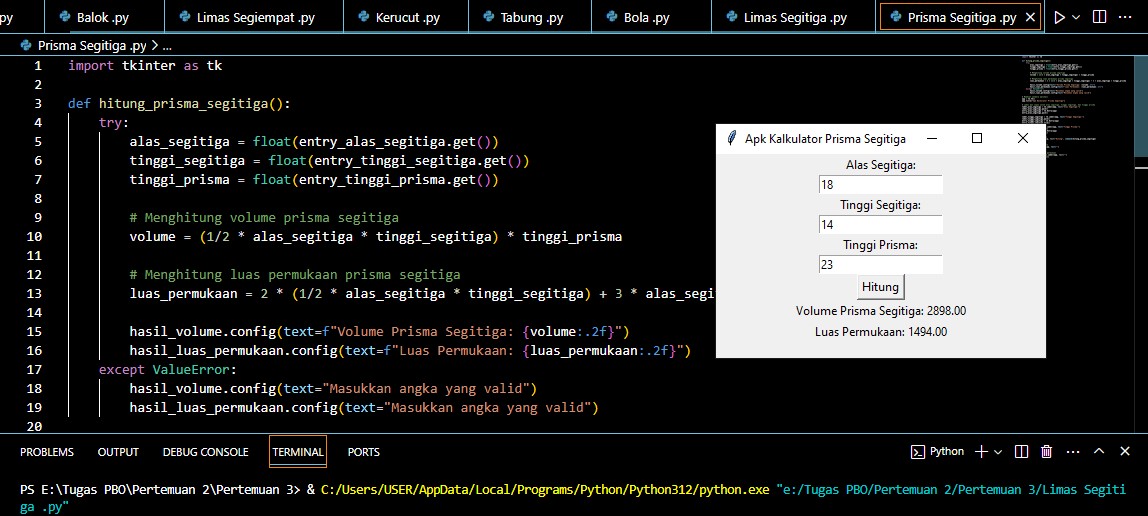 py Balok .py Limas Segiempat .py Kerucut .py Tabung .py Bola .py Limas Segitiga .py Prisma Segitiga .py
Prisma Segitiga .py > ...
1 import tkinter as tk
2
3 def hitung_prisma_segitiga():
4 try:
5 alas_segitiga = float(entry_alas_segitiga.get())
6 tinggi_segitiga = float(entry_tinggi_segitiga.get())
7 tinggi_prisma = float(entry_tinggi_prisma.get())
8
9 # Menghitung volume prisma segitiga
10 volume = (1/2 * alas_segitiga * tinggi_segitiga) * tinggi_prisma
11
12 # Menghitung luas permukaan prisma segitiga
13 luas_permukaan = 2 * (1/2 * alas_segitiga * tinggi_segitiga) + 3 * alas_segi
14
15 hasil_volume.config(text=f"Volume Prisma Segitiga: {volume:.2f}")
16 hasil_luas_permukaan.config(text=f"Luas Permukaan: {luas_permukaan:.2f}")
17 except ValueError:
18 hasil_volume.config(text="Masukkan angka yang valid")
19 hasil_luas_permukaan.config(text="Masukkan angka yang valid")
20
Apk Kalkulator Prisma Segitiga
Alas Segitiga:
18
Tinggi Segitiga:
14
Tinggi Prisma:
23
Hitung
Volume Prisma Segitiga: 2898.00
Luas Permukaan: 1494.00
PROBLEMS OUTPUT DEBUG CONSOLE TERMINAL PORTS Python
PS E:\Tugas PBO\Pertemuan 2\Pertemuan 3> & C:/Users/USER/AppData/Local/Programs/Python/Python312/python.exe "e:/Tugas PBO/Pertemuan 2/Pertemuan 3/Limas Segiti
ga .py"